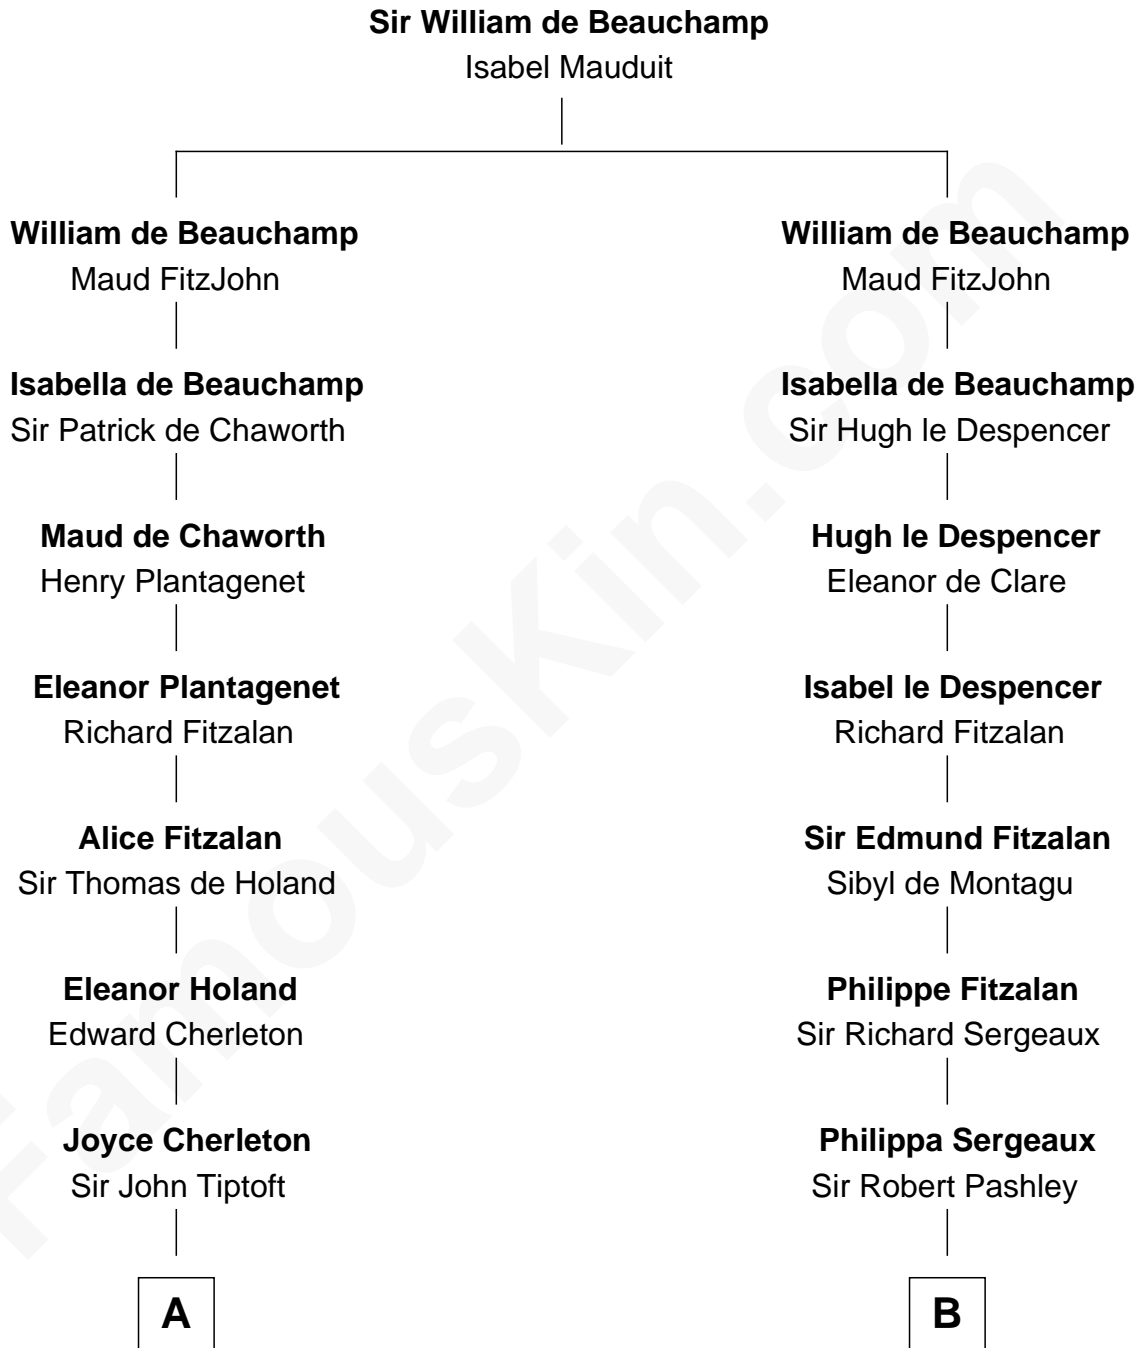 Sir William de Beauchamp
Isabel Mauduit
William de Beauchamp
Maud FitzJohn
William de Beauchamp
Maud FitzJohn
Isabella de Beauchamp
Sir Patrick de Chaworth
Isabella de Beauchamp
Sir Hugh le Despencer
Maud de Chaworth
Henry Plantagenet
Hugh le Despencer
Eleanor de Clare
Eleanor Plantagenet
Richard Fitzalan
Isabel le Despencer
Richard Fitzalan
Alice Fitzalan
Sir Thomas de Holand
Sir Edmund Fitzalan
Sibyl de Montagu
Eleanor Holand
Edward Cherleton
Philippe Fitzalan
Sir Richard Sergeaux
Joyce Cherleton
Sir John Tiptoft
Philippa Sergeaux
Sir Robert Pashley
A
B
FamousKin.com